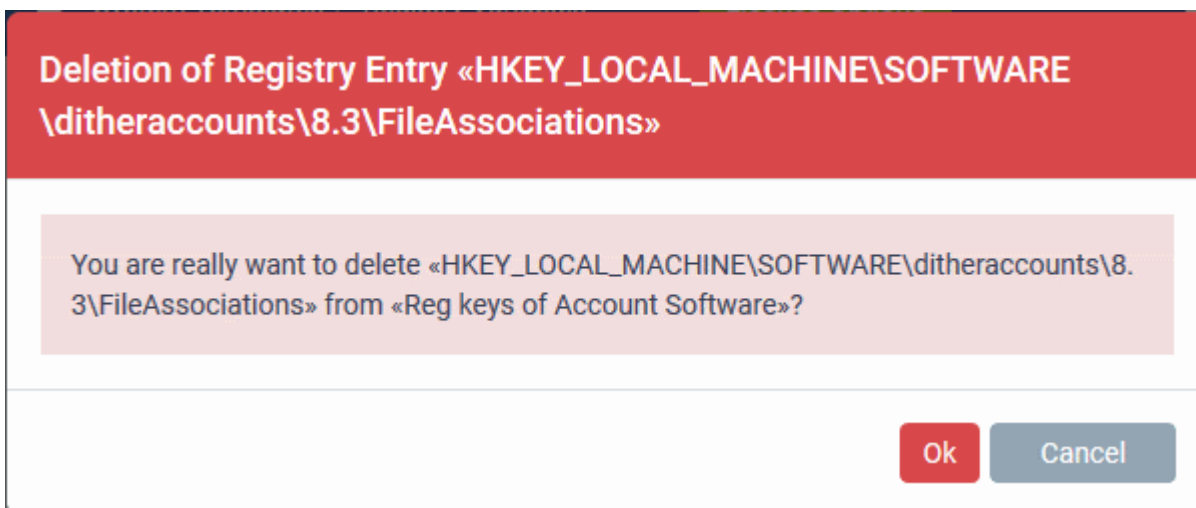 Deletion of Registry Entry «HKEY_LOCAL_MACHINE\SOFTWARE
\ditheraccounts\8.3\FileAssociations»
You are really want to delete «HKEY_LOCAL_MACHINE\SOFTWARE\ditheraccounts\8.
3\FileAssociations» from «Reg keys of Account Software»?
Ok Cancel